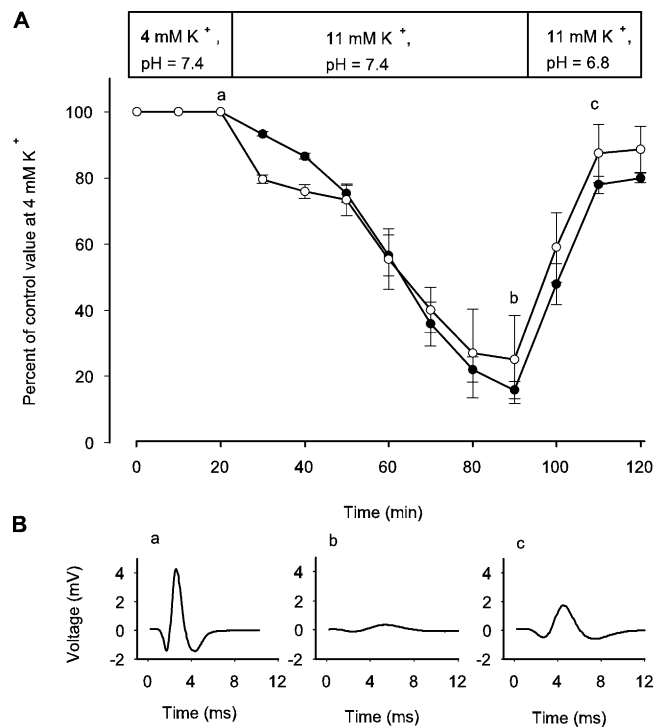 A
4 mM K +,
pH = 7.4
11 mM K +,
pH = 7.4
11 mM K +,
pH = 6.8
Percent of control value at 4 mM K +
100
80
60
40
20
0
a
b
c
0 20 40 60 80 100 120
Time (min)
B
a
b
c
Voltage (mV)
4
2
0
-2
4
2
0
-2
4
2
0
-2
0 4 8 12
0 4 8 12
0 4 8 12
Time (ms)
Time (ms)
Time (ms)